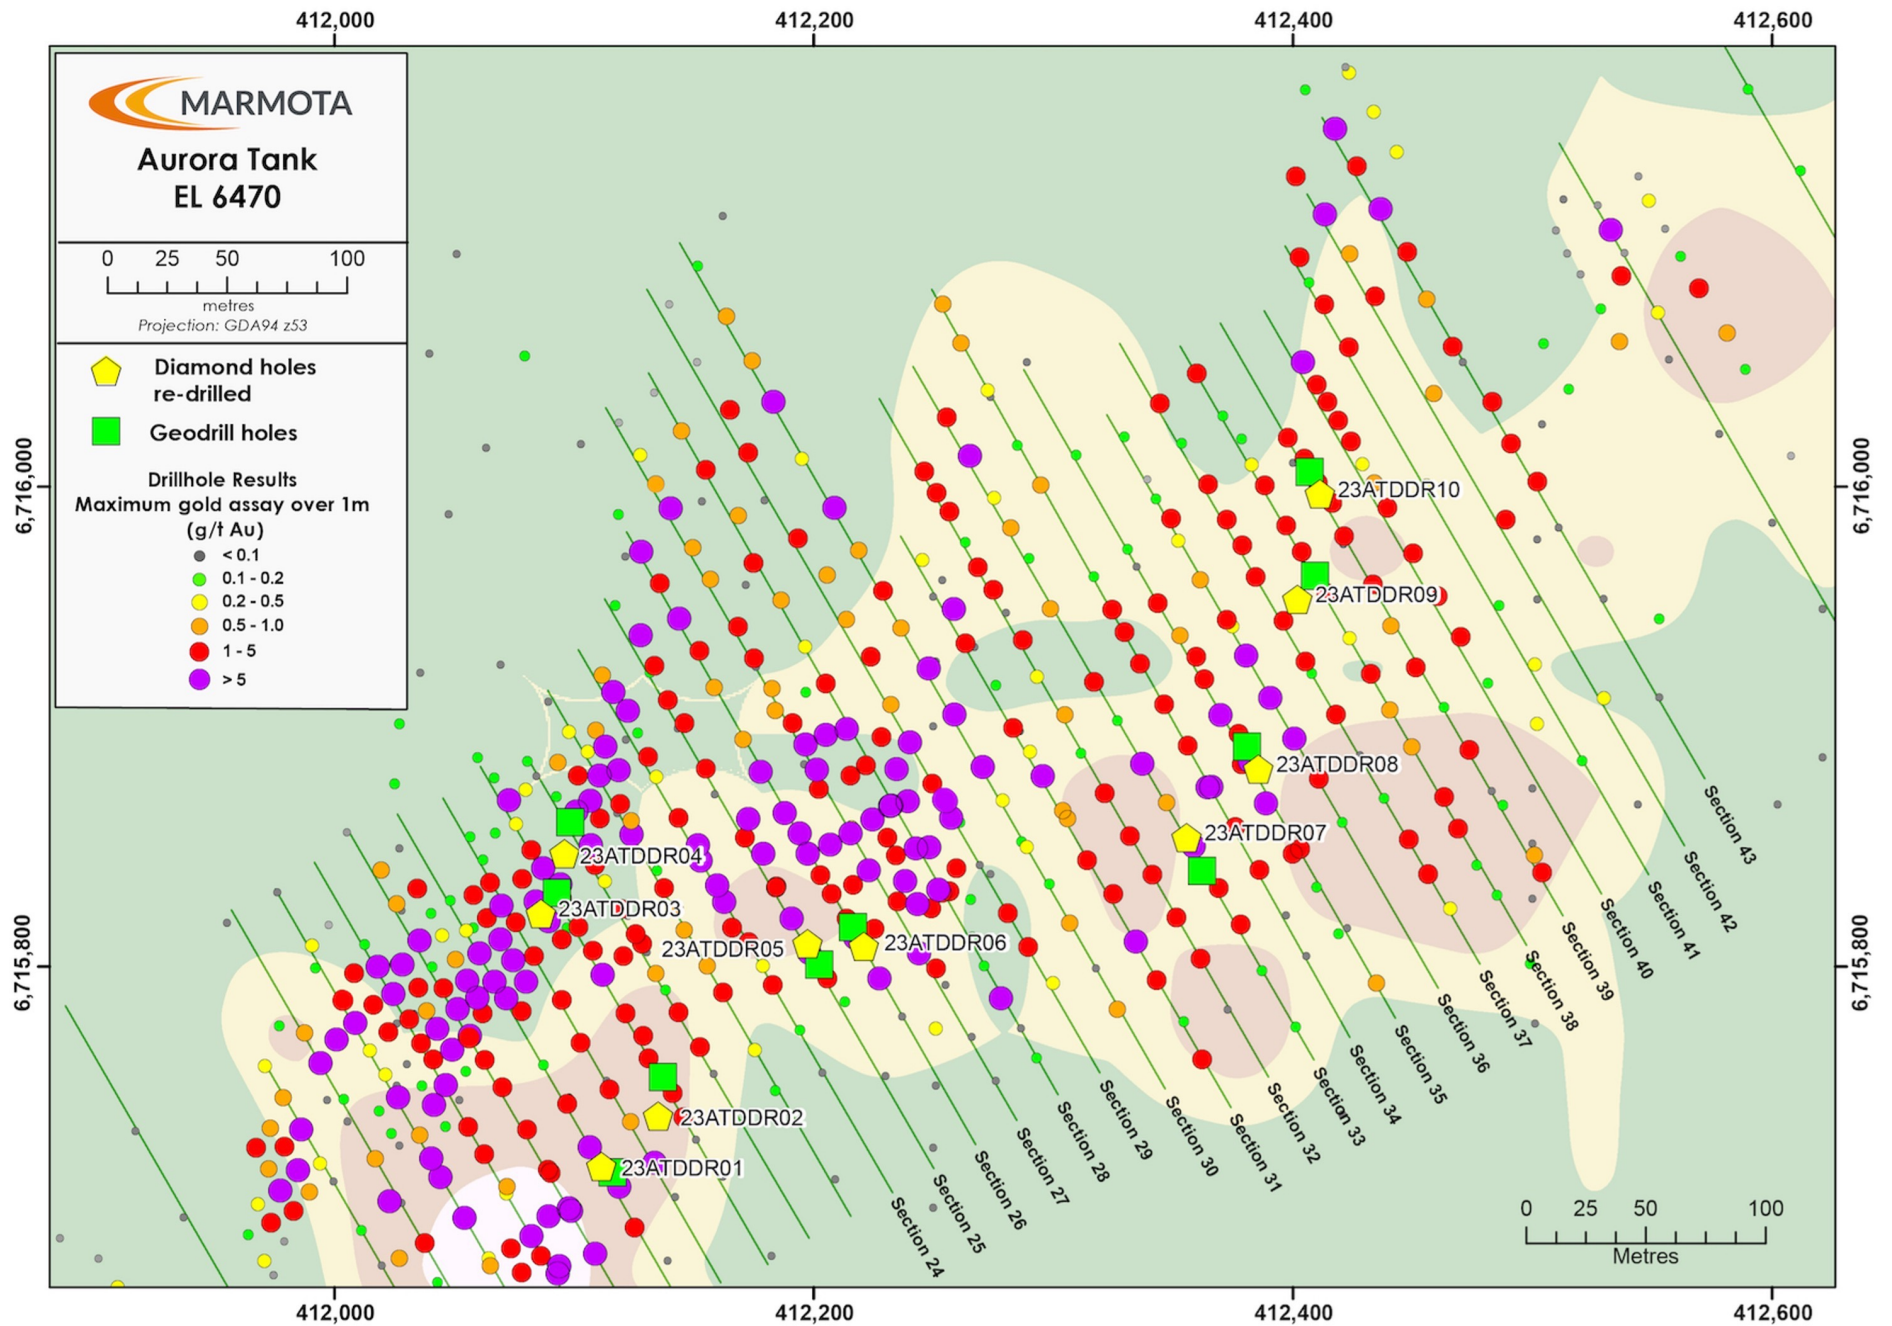 412,000 412,200 412,400 412,600
MARMOTA
Aurora Tank
EL 6470
0 25 50 100
metres
Projection: GDA94 z53
Diamond holes
re-drilled
Geodrill holes
Drillhole Results
Maximum gold assay over 1m
(g/t Au)
< 0.1
0.1 - 0.2
0.2 - 0.5
0.5 - 1.0
1 - 5
> 5
6,716,000
6,716,000
23ATDDR10
23ATDDR09
23ATDDR08
23ATDDR07
23ATDDR04
23ATDDR03
23ATDDR05
23ATDDR06
23ATDDR02
23ATDDR01
6,715,800
6,715,800
Section 43
Section 42
Section 41
Section 40
Section 39
Section 38
Section 37
Section 36
Section 35
Section 34
Section 33
Section 32
Section 31
Section 30
Section 29
Section 28
Section 27
Section 26
Section 25
Section 24
0 25 50 100
Metres
412,000 412,200 412,400 412,600